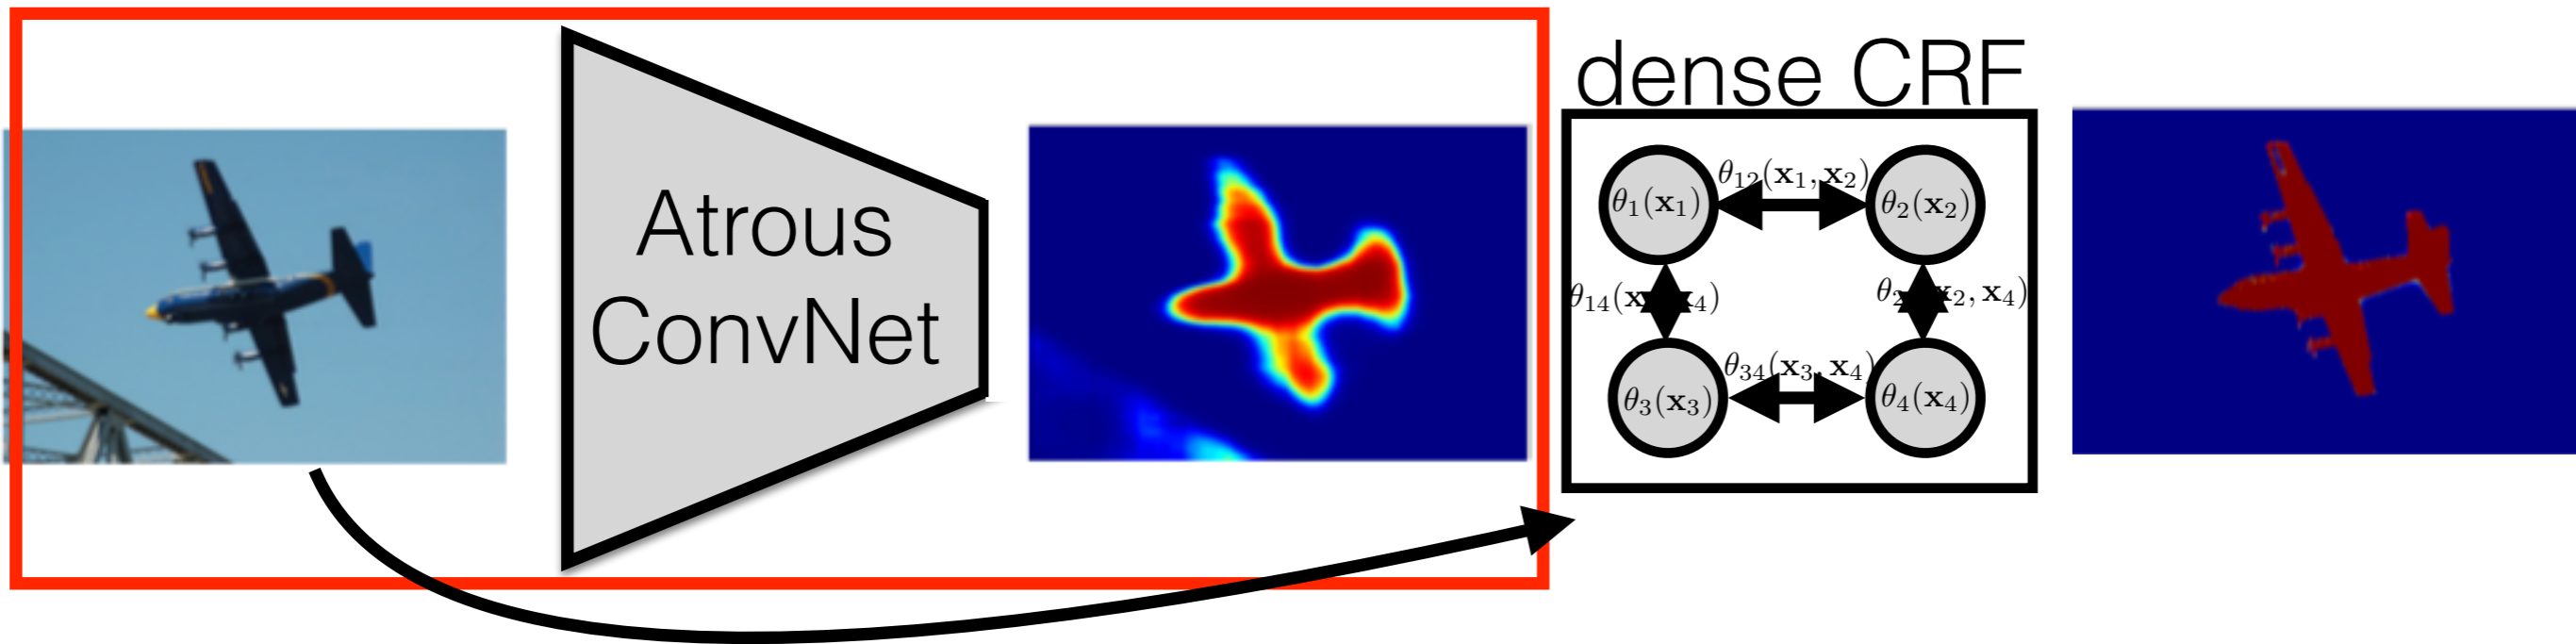 dense CRF
Atrous
ConvNet
θ₁₂(x₁, x₂)
θ₁(x₁)
θ₂(x₂)
θ₃₄(x₃, x₄)
θ₃(x₃)
θ₄(x₄)